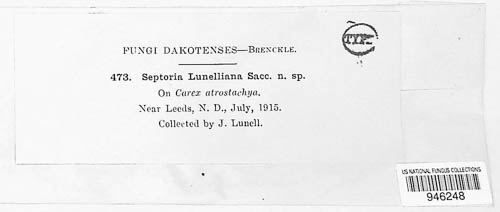 FUNGI DAKOTENSES—BRENCKLE.
TYPE
473. Septoria Lunelliana Sacc. n. sp.
On Carex atrostachya.
Near Leeds, N. D., July, 1915.
Collected by J. Lunell.
US NATIONAL FUNGUS COLLECTIONS
946248